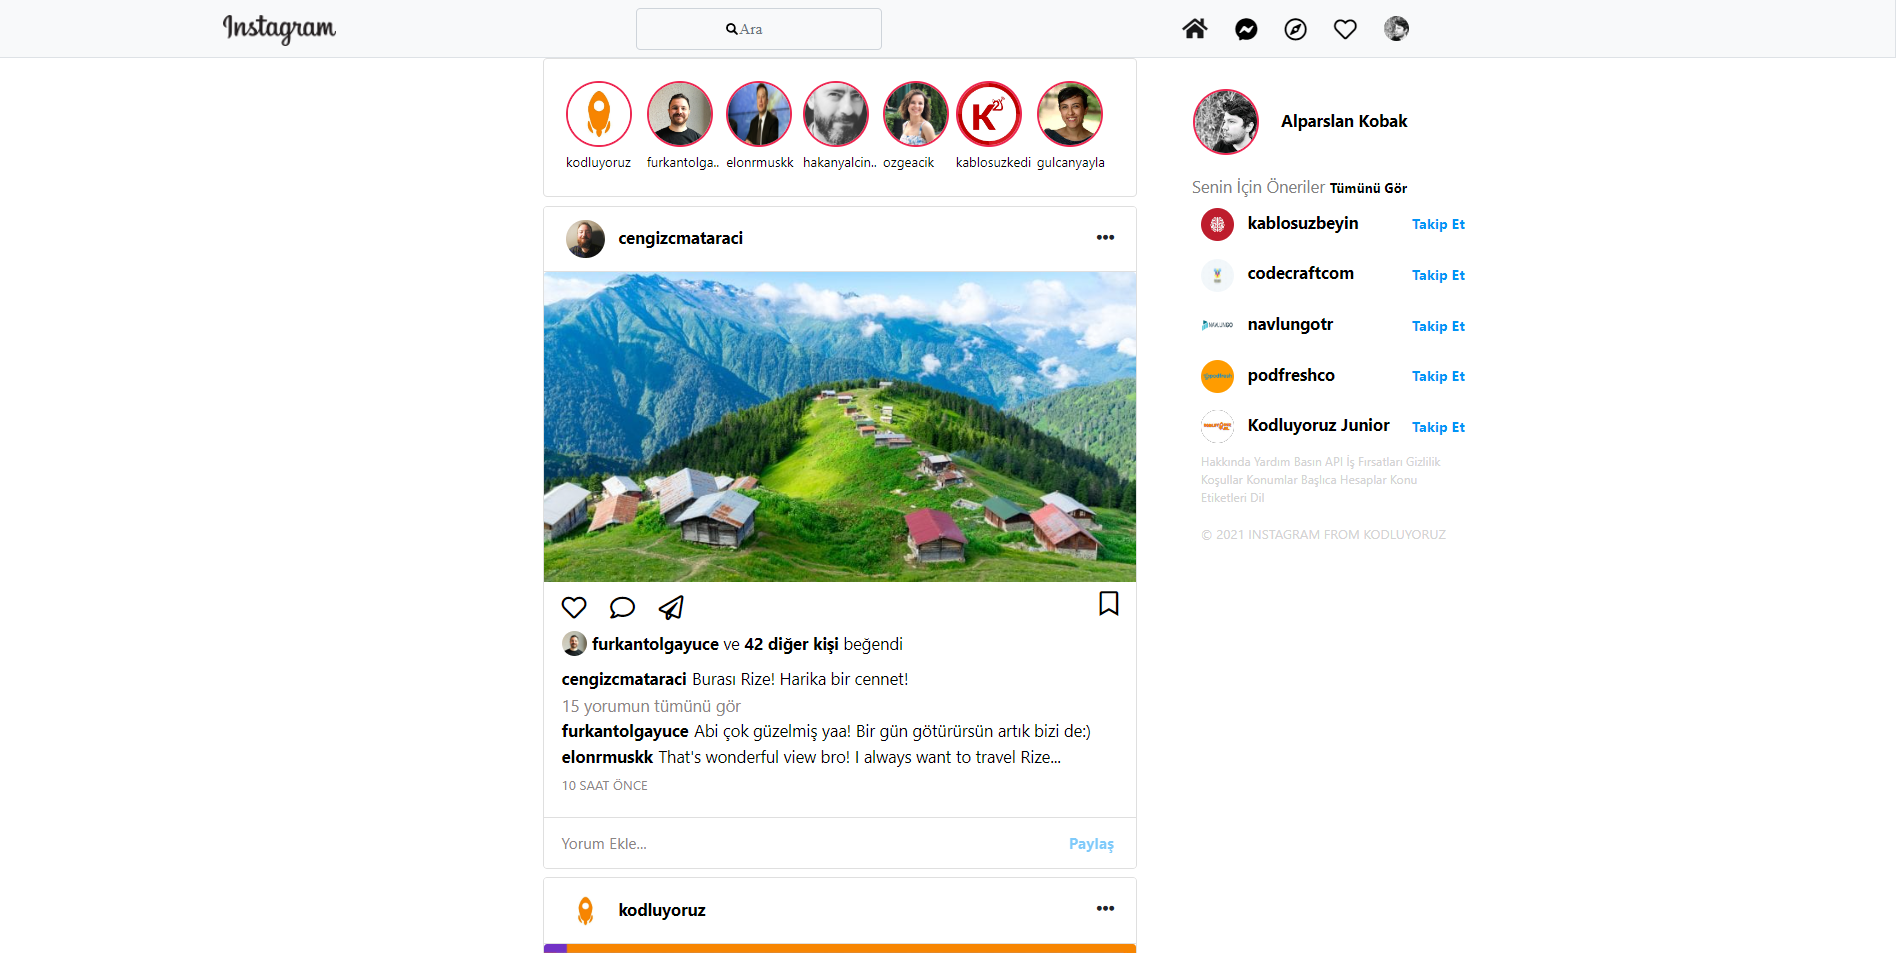 Instagram
Ara
kodluyoruz furkantolga.. elonrmuskk hakanyalcin.. ozgeacik kablosuzkedi gulcanyayla
Alparslan Kobak
Senin İçin Öneriler Tümünü Gör
kablosuzbeyin Takip Et
codecraftcom Takip Et
navlungotr Takip Et
podfreshco Takip Et
Kodluyoruz Junior Takip Et
Hakkında Yardım Basın API İş Fırsatları Gizlilik
Koşullar Konumlar Başlıca Hesaplar Konu
Etiketleri Dil
© 2021 INSTAGRAM FROM KODLUYORUZ
cengizcmataraci
furkantolgayuce ve 42 diğer kişi beğendi
cengizcmataraci Burası Rize! Harika bir cennet!
15 yorumun tümünü gör
furkantolgayuce Abi çok güzelmiş yaa! Bir gün götürürsün artık bizi de:)
elonrmuskk That's wonderful view bro! I always want to travel Rize...
10 SAAT ÖNCE
Yorum Ekle... Paylaş
kodluyoruz